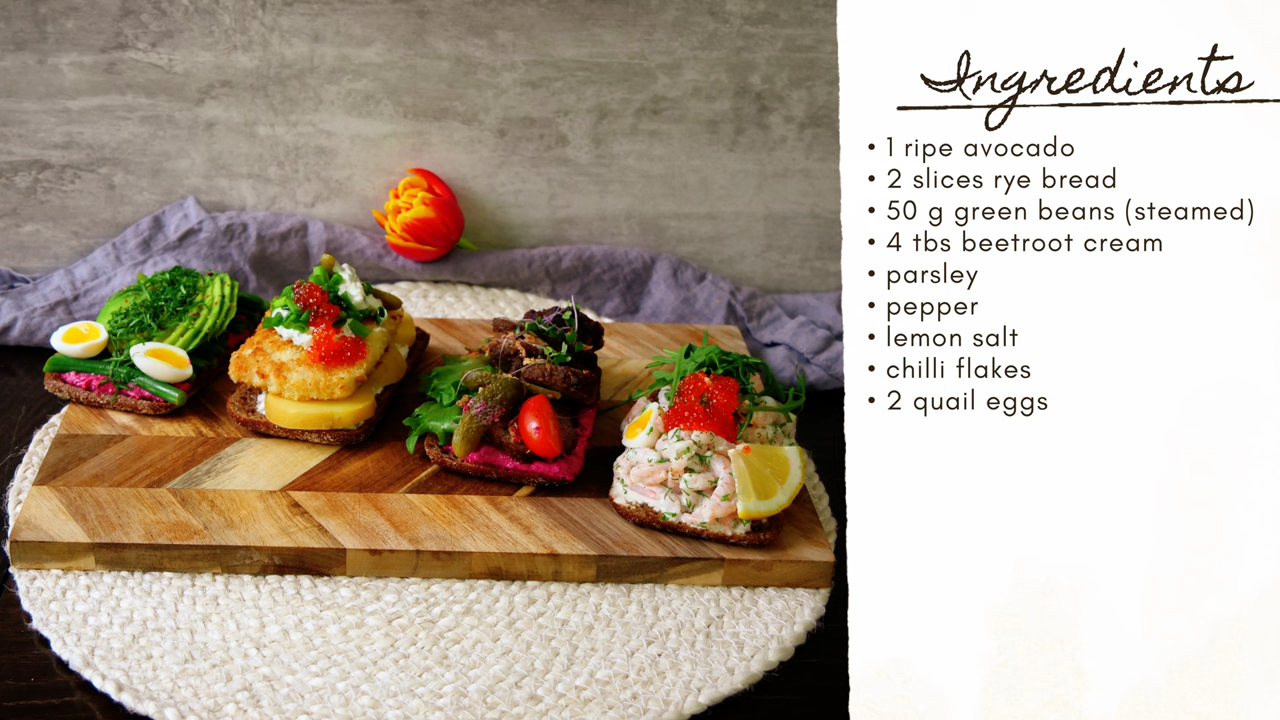 Ingredients
• 1 ripe avocado
• 2 slices rye bread
• 50 g green beans (steamed)
• 4 tbs beetroot cream
• parsley
• pepper
• lemon salt
• chilli flakes
• 2 quail eggs